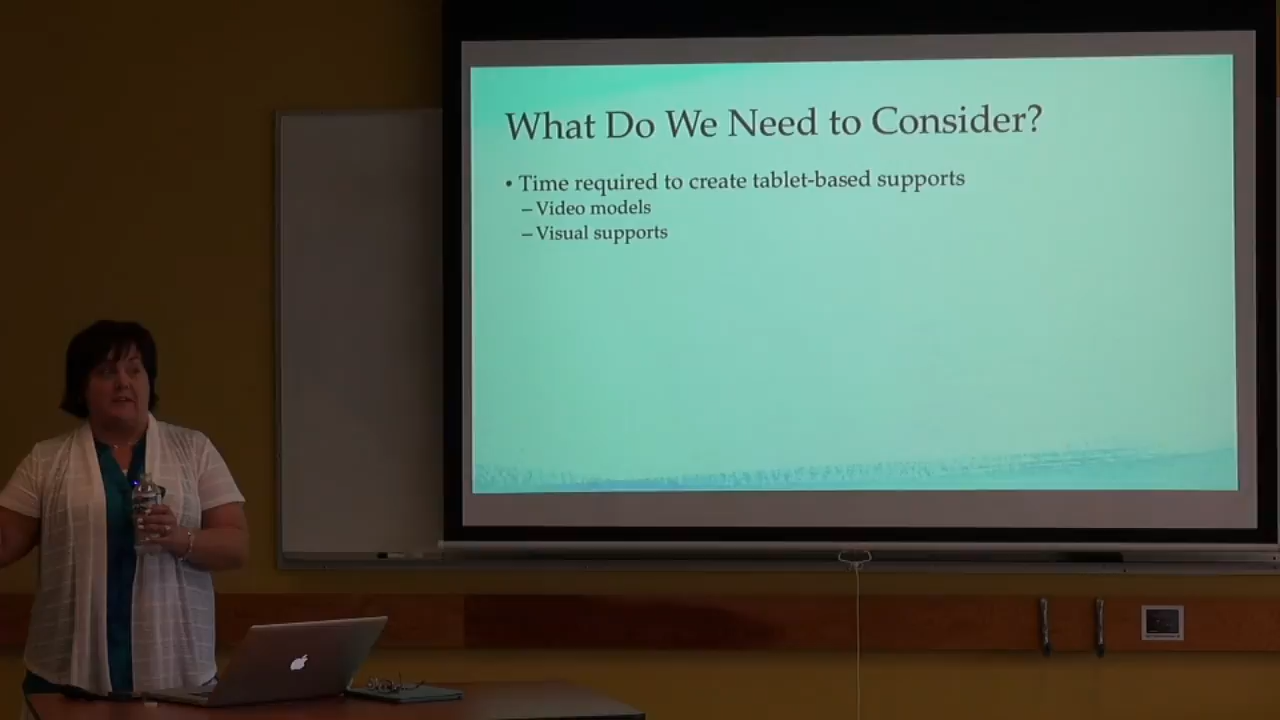 What Do We Need to Consider?
• Time required to create tablet-based supports
– Video models
– Visual supports